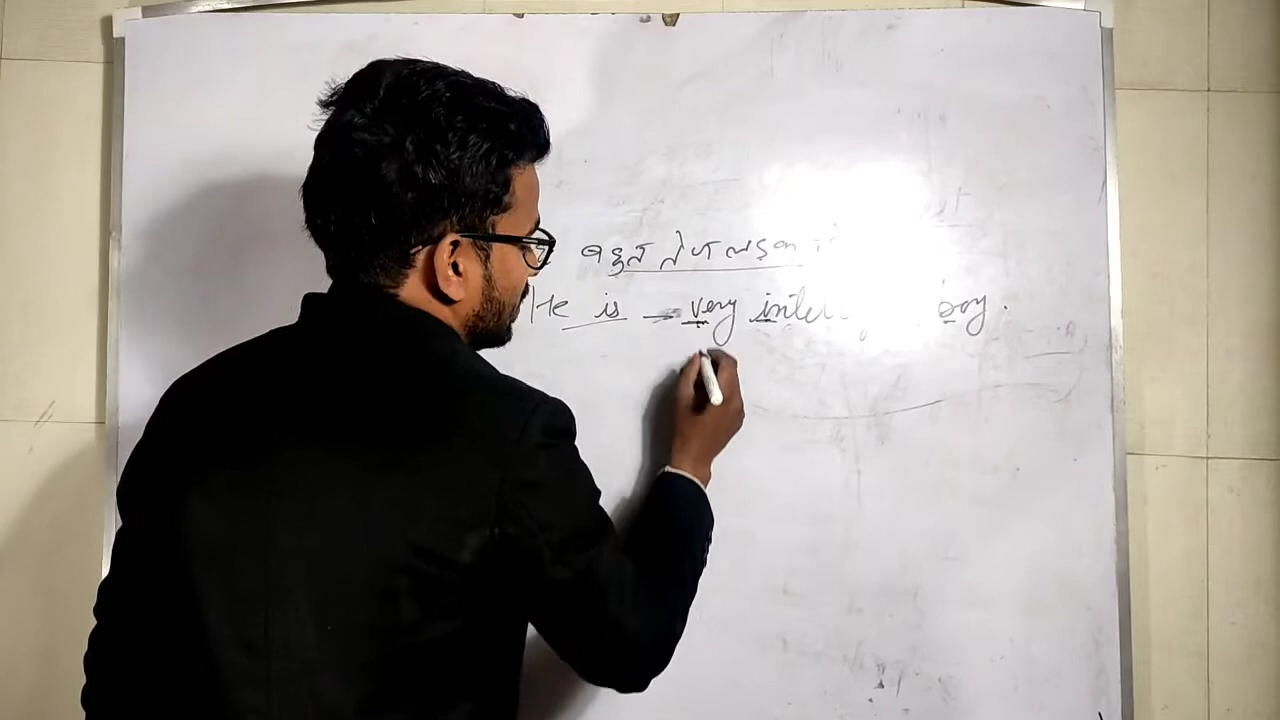 बहुत तेज लड़का
He is _ very boy.